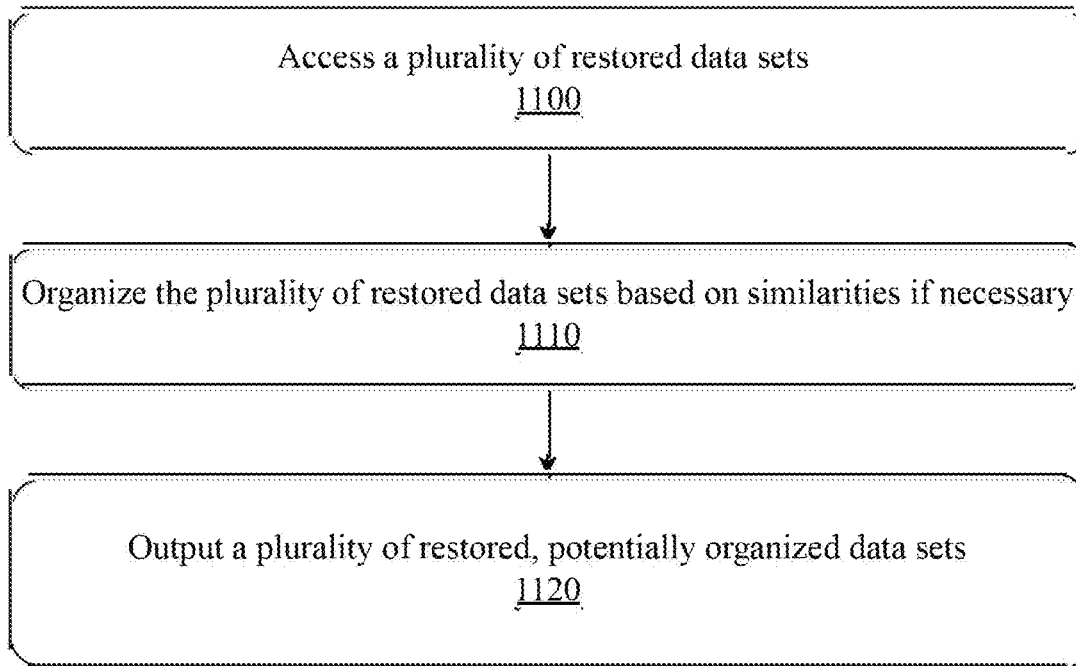 Access a plurality of restored data sets
1100
Organize the plurality of restored data sets based on similarities if necessary
1110
Output a plurality of restored, potentially organized data sets
1120